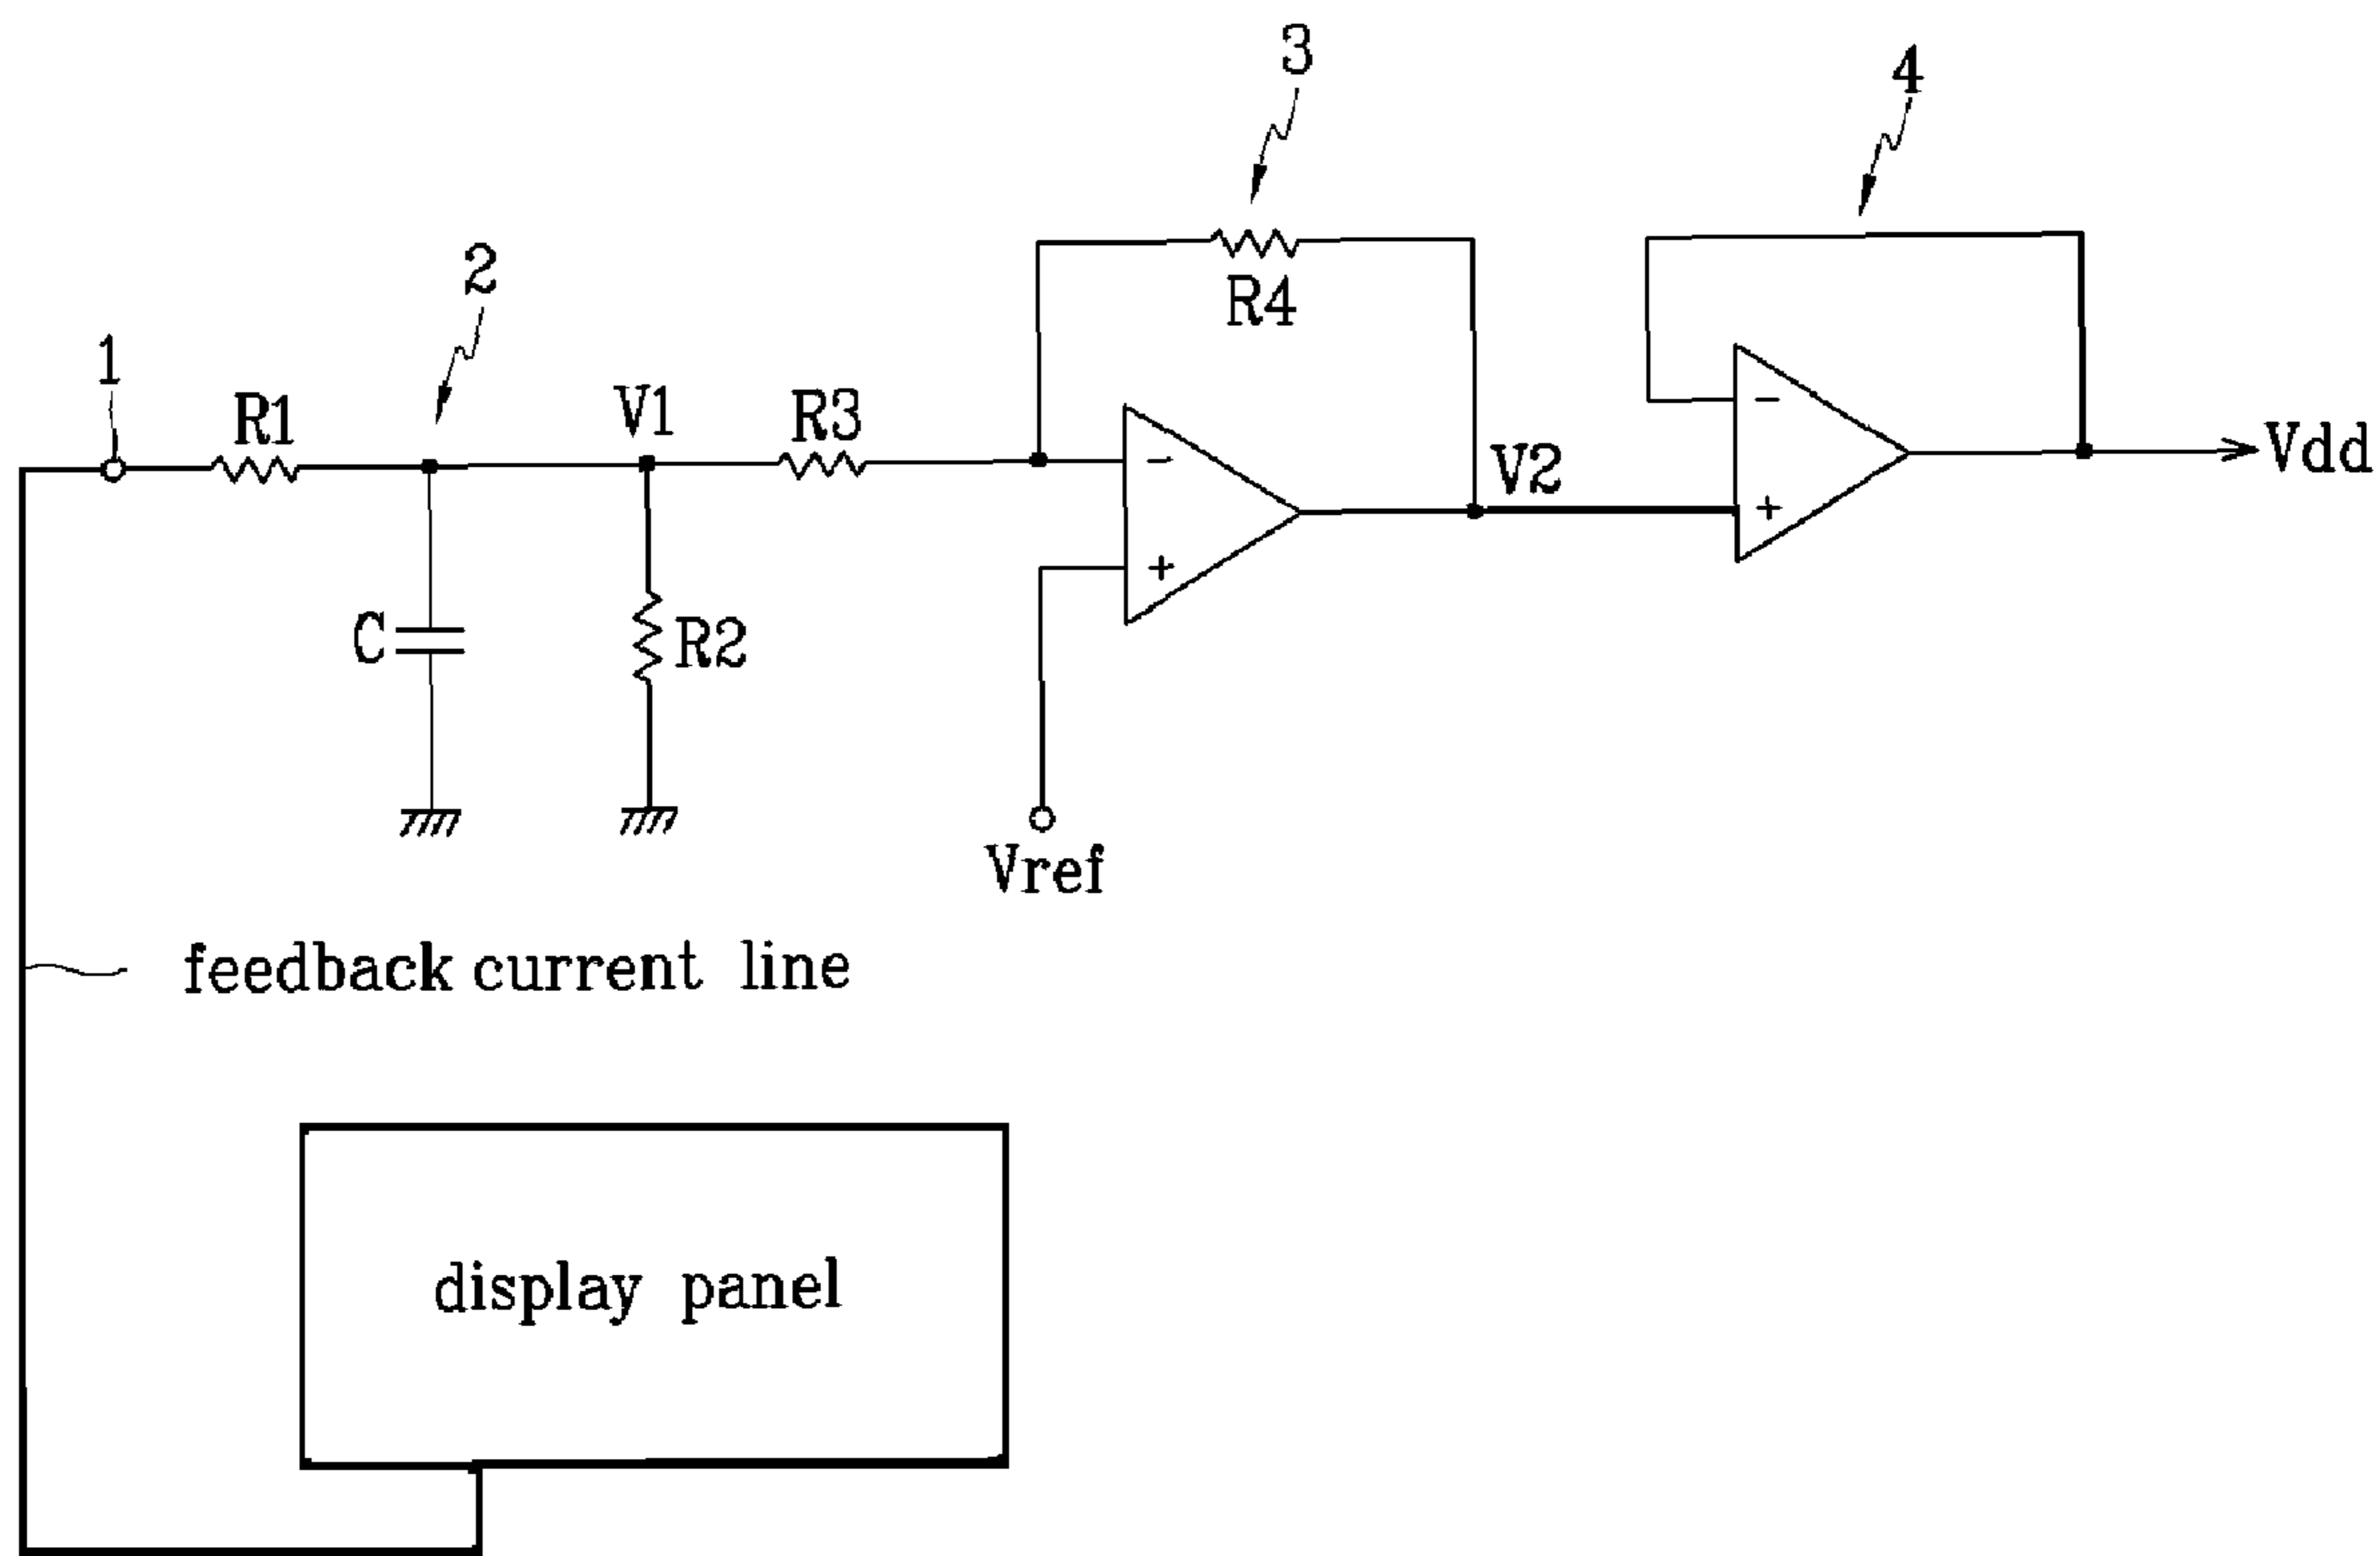 3
4
2
R4
1
R1
V1
R3
V2
Vdd
-
-
+
+
C
R2
Vref
feedback current line
display panel